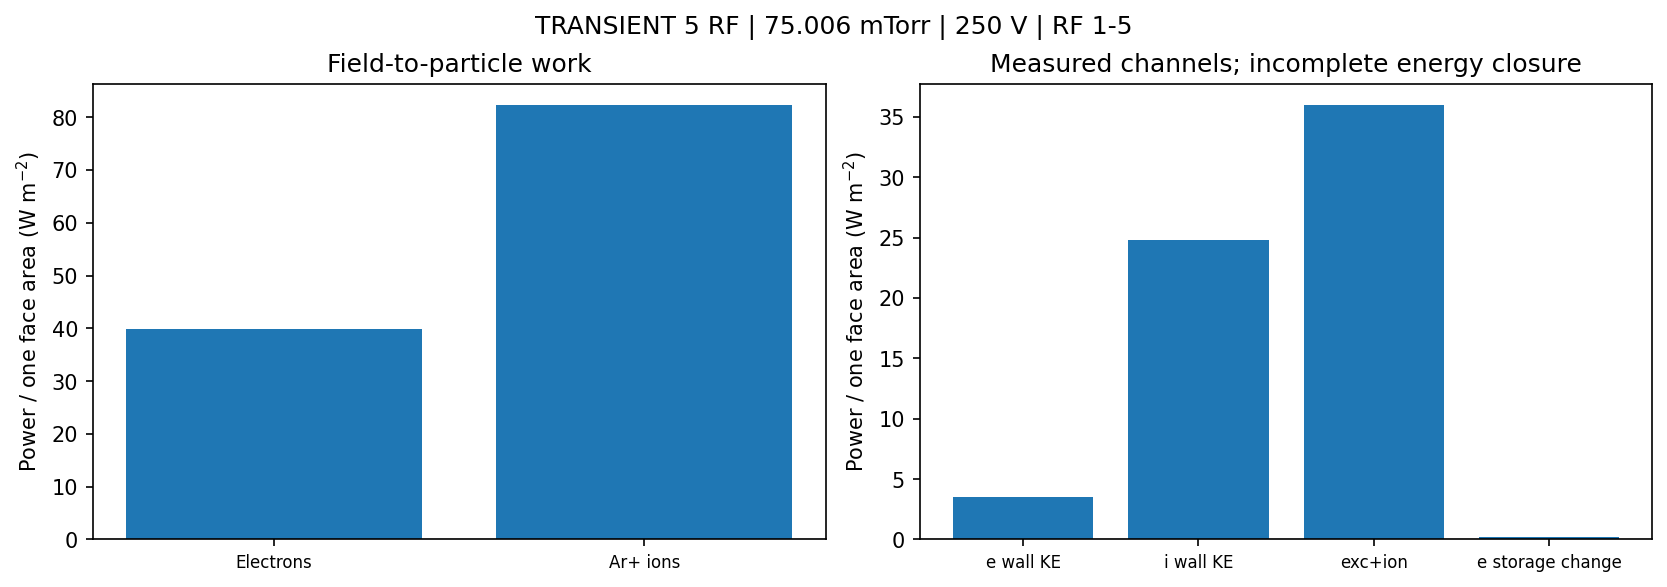 TRANSIENT 5 RF | 75.006 mTorr | 250 V | RF 1-5
Field-to-particle work
Power / one face area (W m⁻²)
80
70
60
50
40
30
20
10
0
Electrons
Ar+ ions
Measured channels; incomplete energy closure
Power / one face area (W m⁻²)
35
30
25
20
15
10
5
0
e wall KE
i wall KE
exc+ion
e storage change